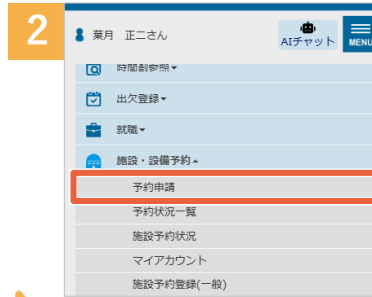 2
葉月 正二さん
AIチャット
MENU
時間割参照▾
出欠登録▾
就職▾
施設・設備予約▴
予約申請
予約状況一覧
施設予約状況
マイアカウント
施設予約登録(一般)